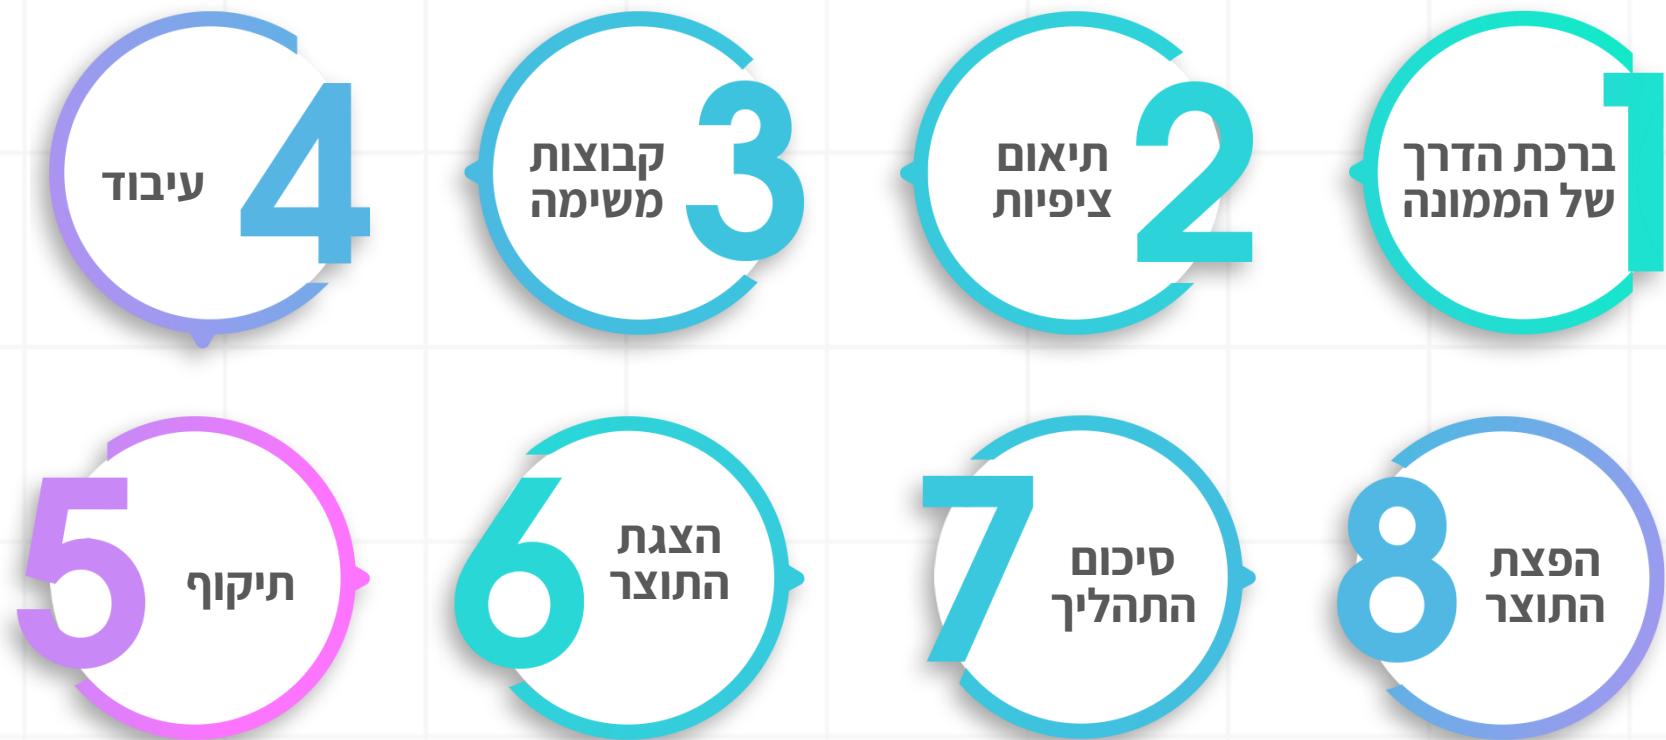 1
ברכת הדרך
של הממונה
2
תיאום
ציפיות
3
קבוצות
משימה
4
עיבוד
5
תיקוף
6
הצגת
התוצר
7
סיכום
התהליך
8
הפצת
התוצר